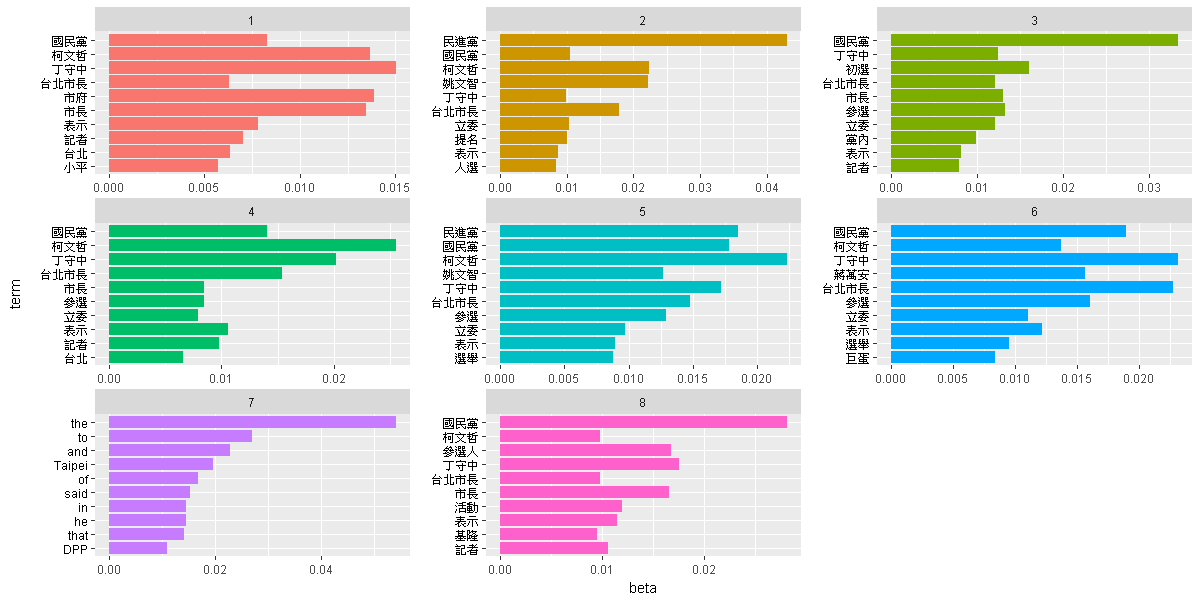 1
國民黨
柯文哲
丁守中
台北市長
市府
市長
表示
記者
台北
小平
0.000 0.005 0.010 0.015
2
民進黨
國民黨
柯文哲
姚文智
丁守中
台北市長
立委
提名
表示
人選
0.00 0.01 0.02 0.03 0.04
3
國民黨
丁守中
初選
台北市長
市長
參選
立委
黨內
表示
記者
0.00 0.01 0.02 0.03
term
4
國民黨
柯文哲
丁守中
台北市長
市長
參選
立委
表示
記者
台北
0.00 0.01 0.02
5
民進黨
國民黨
柯文哲
姚文智
丁守中
台北市長
參選
立委
表示
選舉
0.000 0.005 0.010 0.015 0.020
6
國民黨
柯文哲
丁守中
蔣萬安
台北市長
參選
立委
表示
選舉
巨蛋
0.000 0.005 0.010 0.015 0.020
7
the
to
and
Taipei
of
said
in
he
that
DPP
0.00 0.02 0.04
8
國民黨
柯文哲
參選人
丁守中
台北市長
市長
活動
表示
基隆
記者
0.00 0.01 0.02
beta